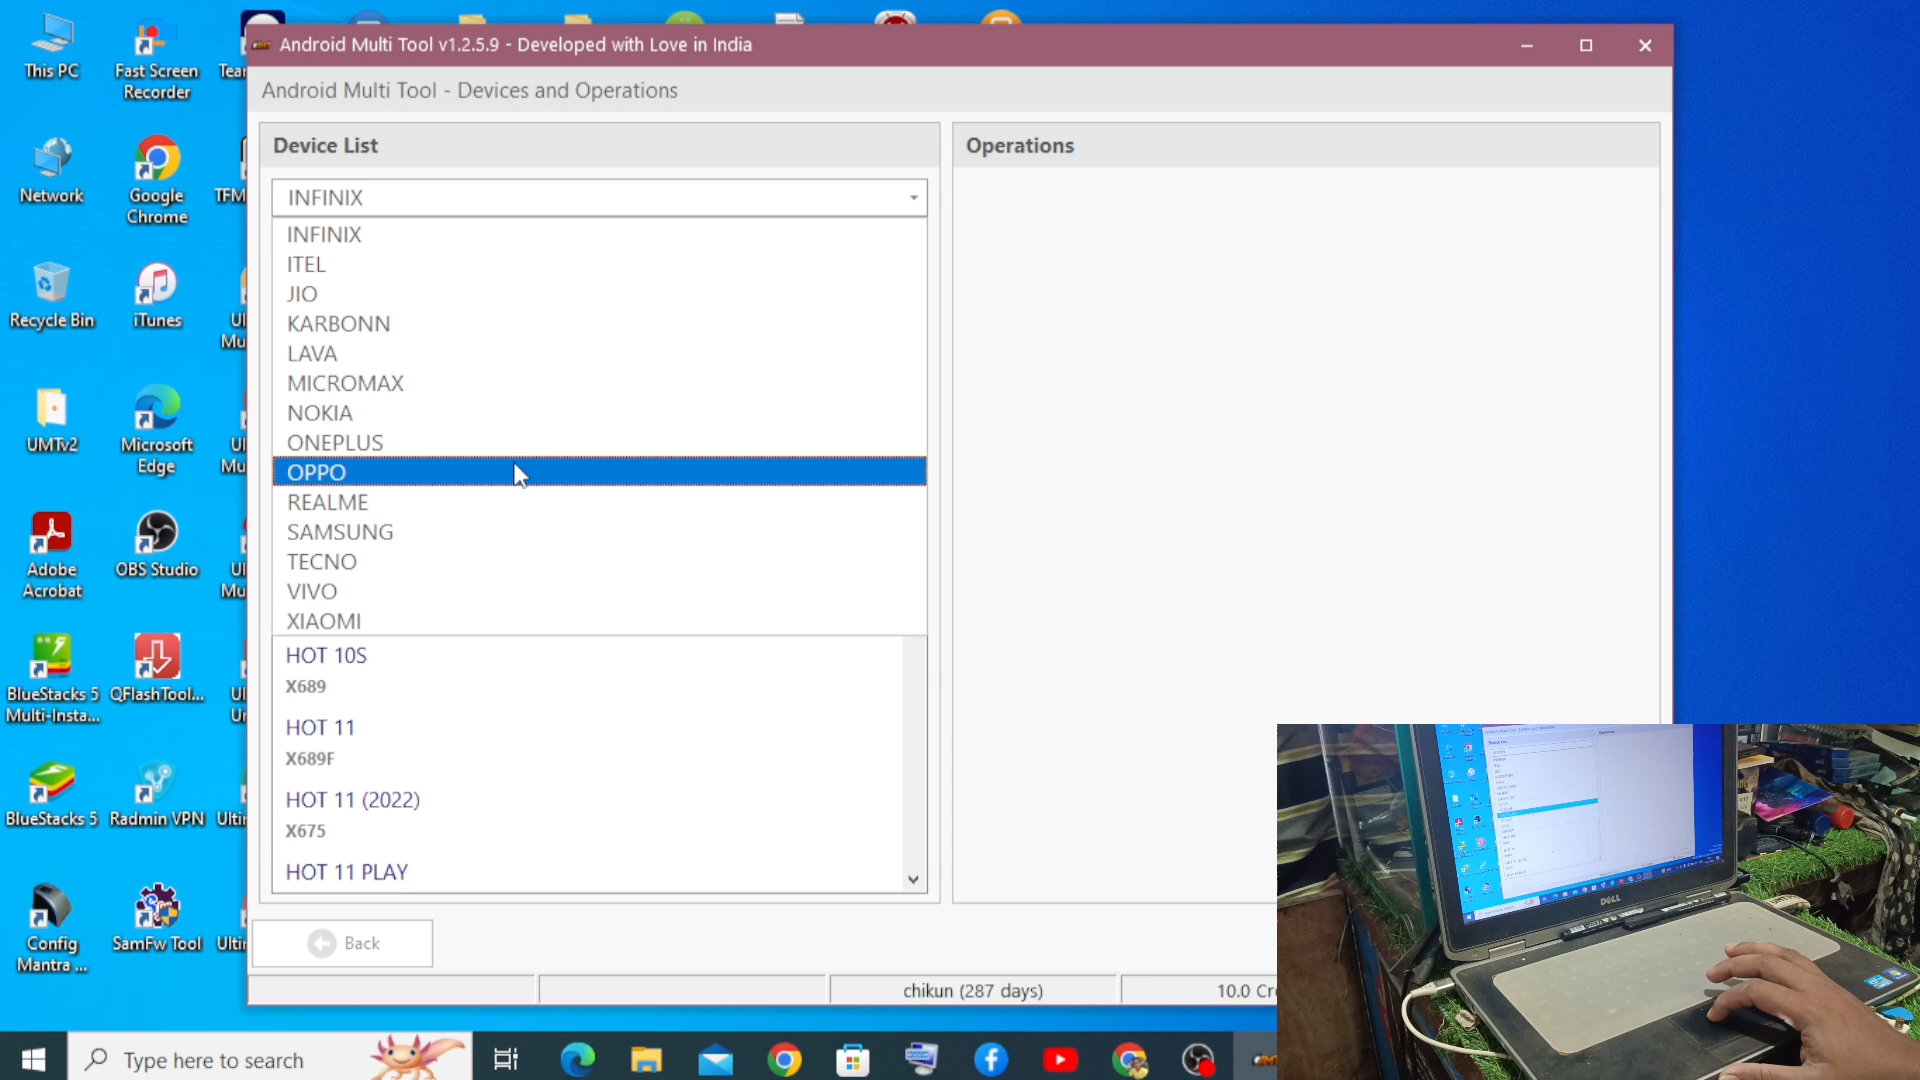 Android Multi Tool v1.2.5.9 - Developed with Love in India
Android Multi Tool - Devices and Operations
Device List
Operations
INFINIX
INFINIX
ITEL
JIO
KARBONN
LAVA
MICROMAX
NOKIA
ONEPLUS
OPPO
REALME
SAMSUNG
TECNO
VIVO
XIAOMI
HOT 10S
X689
HOT 11
X689F
HOT 11 (2022)
X675
HOT 11 PLAY
Back
chikun (287 days)
This PC
Fast Screen
Recorder
Network
Google
Chrome
Recycle Bin
iTunes
UMTv2
Microsoft
Edge
Adobe
Acrobat
OBS Studio
BlueStacks 5
Multi-Insta...
QFlashTool...
BlueStacks 5
Radmin VPN
Config
Mantra ...
SamFw Tool
Type here to search
DELL